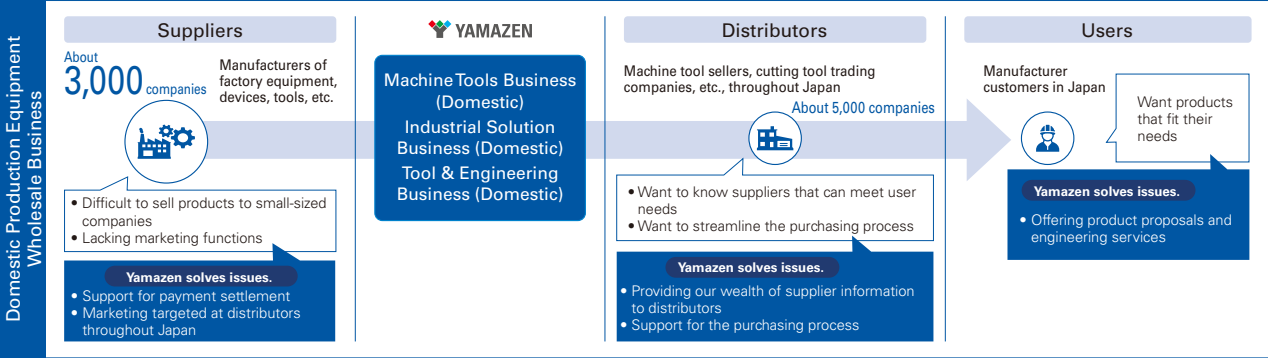 Domestic Production Equipment
Wholesale Business
Suppliers
About
3,000 companies
Manufacturers of
factory equipment,
devices, tools, etc.
• Difficult to sell products to small-sized
companies
• Lacking marketing functions
Yamazen solves issues.
• Support for payment settlement
• Marketing targeted at distributors
throughout Japan
YAMAZEN
Machine Tools Business
(Domestic)
Industrial Solution
Business (Domestic)
Tool & Engineering
Business (Domestic)
Distributors
Machine tool sellers, cutting tool trading
companies, etc., throughout Japan
About 5,000 companies
• Want to know suppliers that can meet user
needs
• Want to streamline the purchasing process
Yamazen solves issues.
• Providing our wealth of supplier information
to distributors
• Support for the purchasing process
Users
Manufacturer
customers in Japan
Want products
that fit their
needs
Yamazen solves issues.
• Offering product proposals and
engineering services